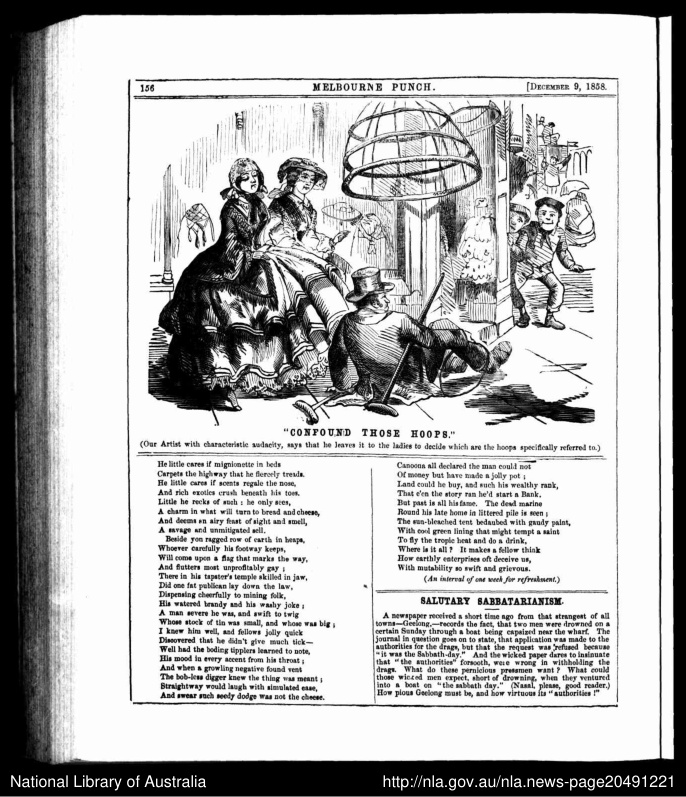 156
MELBOURNE PUNCH.
[DECEMBER 9, 1858.
"CONFOUND THOSE HOOPS."
(Our Artist with characteristic audacity, says that he leaves it to the ladies to decide which are the hoops specifically referred to.)
He little cares if mignionette in beds
Carpets the highway that he fiercely treads.
He little cares if scents regale the nose,
And rich exotics crush beneath his toes.
Little he recks of such; he only sees,
A charm in what will turn to bread and cheese,
And deems an airy feast of sight and smell,
A savage and unmitigated sell.
Beside yon ragged row of earth in heaps,
Whoever carefully his footway keeps,
Will come upon a flag that marks the way,
And flutters most unprofitably gay;
There in his tapster's temple skilled in jaw,
Did one fat publican lay down the law,
Dispensing cheerfully to mining folk,
His watered brandy and his washy joke;
A man severe he was, and swift to twig
Whose stock of tin was small, and whose was big;
I knew him well, and fellows jolly quick
Discovered that he didn't give much tick—
Well had the boding tipplers learned to note,
His mood in every accent from his throat;
And when a growling negative found vent
The bob-less digger knew the thing was meant;
Straightway would laugh with simulated ease,
And swear such seedy dodge was not the cheese.
Canoona all declared the man could not
Of money but have made a jolly pot;
Land could he buy, and such his wealthy rank,
That e'en the story ran he'd start a Bank.
But past is all his fame. The dead marine
Round his late home in littered pile is seen;
The sun-bleached tent bedaubed with gaudy paint,
With cool green lining that might tempt a saint
To fly the tropic heat and do a drink,
Where is it all? It makes a fellow think
How earthly enterprises oft deceive us,
With mutability so swift and grievous.
(An interval of one week for refreshment.)
SALUTARY SABBATARIANISM.
A newspaper received a short time ago from that strangest of all
towns—Geelong,—records the fact, that two men were drowned on a
certain Sunday through a boat being capsized near the wharf. The
journal in question goes on to state, that application was made to the
authorities for the drags, but that the request was refused because
"it was the Sabbath-day." And the wicked paper dares to insinuate
that "the authorities" forsooth, were wrong in withholding the
drags. What do these pernicious pressmen want? What could
those wicked men expect, short of drowning, when they ventured
into a boat on "the sabbath day." (Nasal, please, good reader.)
How pious Geelong must be, and how virtuous its "authorities!"
National Library of Australia
http://nla.gov.au/nla.news-page20491221